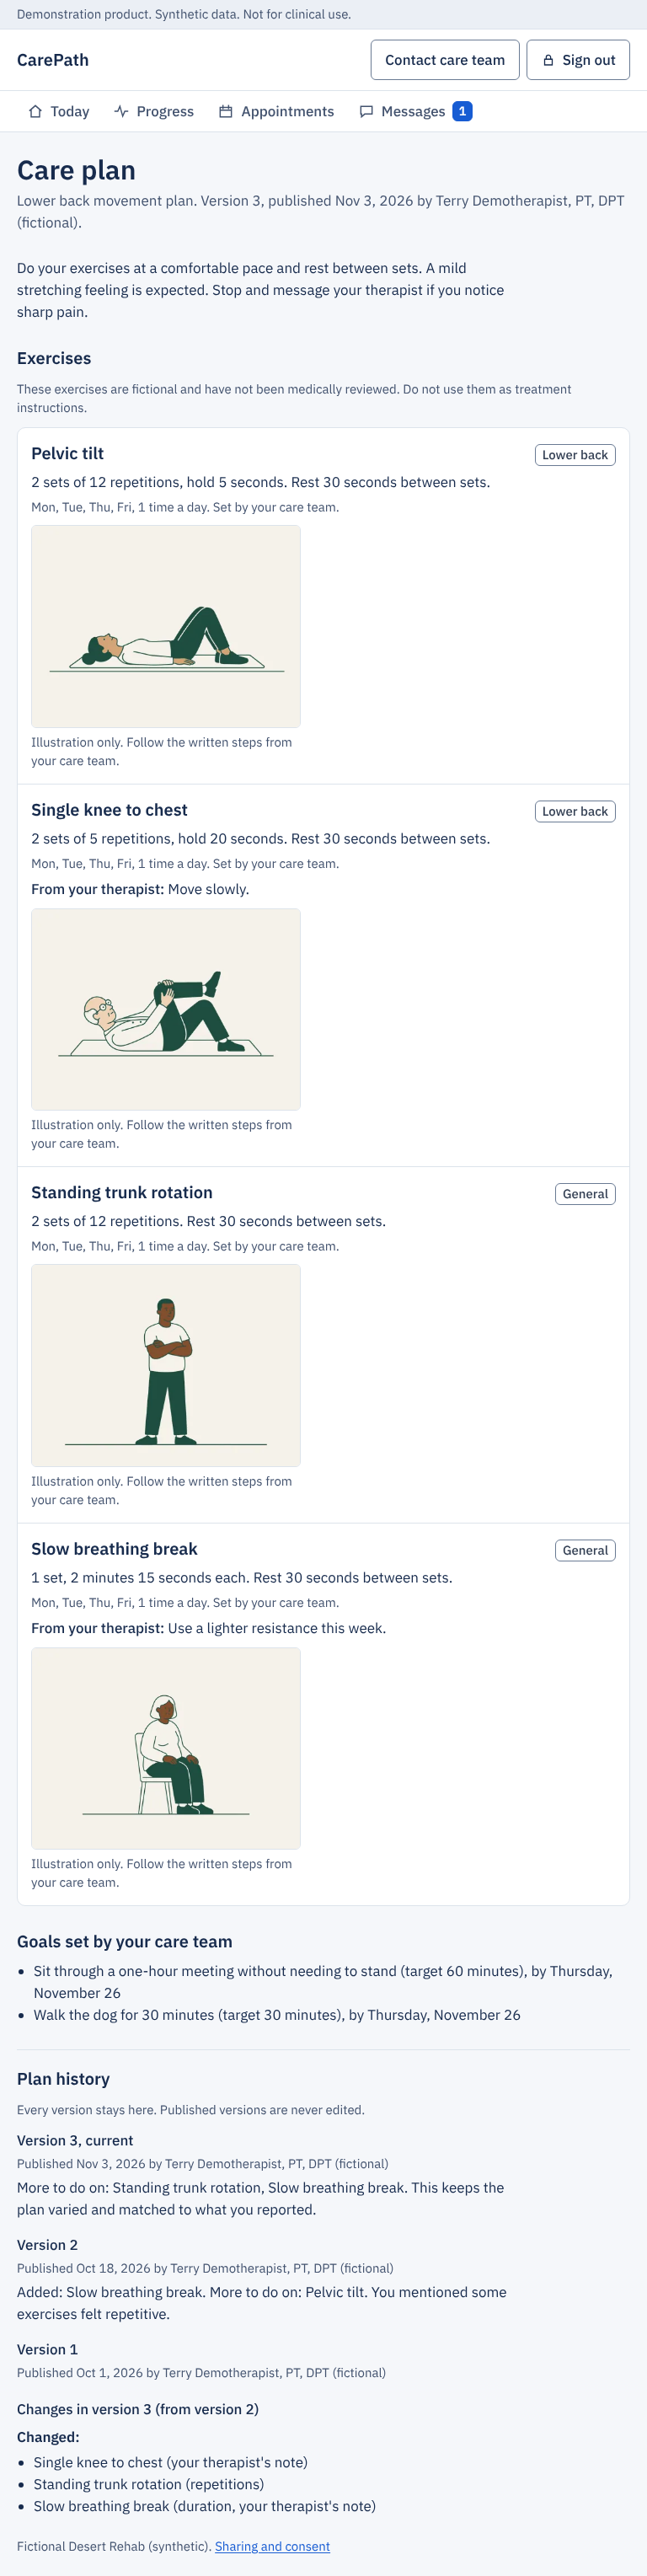 Demonstration product. Synthetic data. Not for clinical use.
CarePath
Contact care team
Sign out
Today
Progress
Appointments
Messages 1
Care plan
Lower back movement plan. Version 3, published Nov 3, 2026 by Terry Demotherapist, PT, DPT
(fictional).
Do your exercises at a comfortable pace and rest between sets. A mild
stretching feeling is expected. Stop and message your therapist if you notice
sharp pain.
Exercises
These exercises are fictional and have not been medically reviewed. Do not use them as treatment
instructions.
Pelvic tilt
Lower back
2 sets of 12 repetitions, hold 5 seconds. Rest 30 seconds between sets.
Mon, Tue, Thu, Fri, 1 time a day. Set by your care team.
Illustration only. Follow the written steps from
your care team.
Single knee to chest
Lower back
2 sets of 5 repetitions, hold 20 seconds. Rest 30 seconds between sets.
Mon, Tue, Thu, Fri, 1 time a day. Set by your care team.
From your therapist: Move slowly.
Illustration only. Follow the written steps from
your care team.
Standing trunk rotation
General
2 sets of 12 repetitions. Rest 30 seconds between sets.
Mon, Tue, Thu, Fri, 1 time a day. Set by your care team.
Illustration only. Follow the written steps from
your care team.
Slow breathing break
General
1 set, 2 minutes 15 seconds each. Rest 30 seconds between sets.
Mon, Tue, Thu, Fri, 1 time a day. Set by your care team.
From your therapist: Use a lighter resistance this week.
Illustration only. Follow the written steps from
your care team.
Goals set by your care team
• Sit through a one-hour meeting without needing to stand (target 60 minutes), by Thursday,
November 26
• Walk the dog for 30 minutes (target 30 minutes), by Thursday, November 26
Plan history
Every version stays here. Published versions are never edited.
Version 3, current
Published Nov 3, 2026 by Terry Demotherapist, PT, DPT (fictional)
More to do on: Standing trunk rotation, Slow breathing break. This keeps the
plan varied and matched to what you reported.
Version 2
Published Oct 18, 2026 by Terry Demotherapist, PT, DPT (fictional)
Added: Slow breathing break. More to do on: Pelvic tilt. You mentioned some
exercises felt repetitive.
Version 1
Published Oct 1, 2026 by Terry Demotherapist, PT, DPT (fictional)
Changes in version 3 (from version 2)
Changed:
• Single knee to chest (your therapist's note)
• Standing trunk rotation (repetitions)
• Slow breathing break (duration, your therapist's note)
Fictional Desert Rehab (synthetic). Sharing and consent